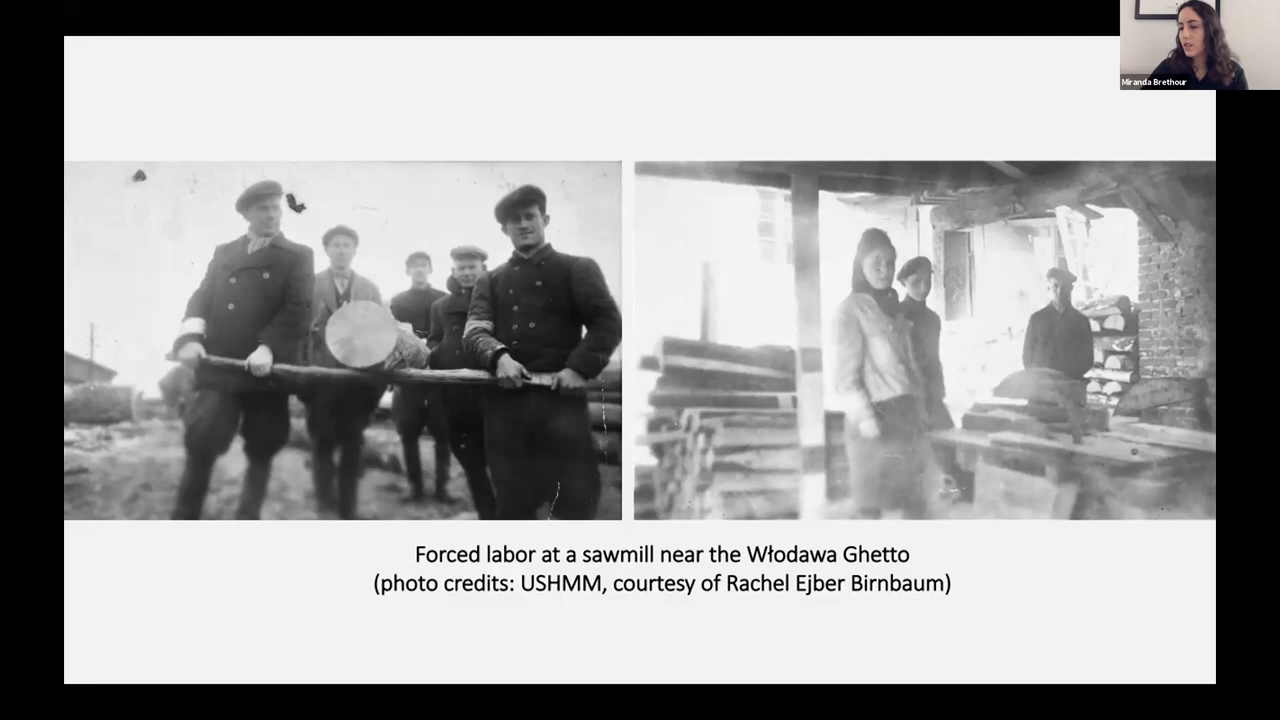 Miranda Brethour
Forced labor at a sawmill near the Włodawa Ghetto
(photo credits: USHMM, courtesy of Rachel Ejber Birnbaum)